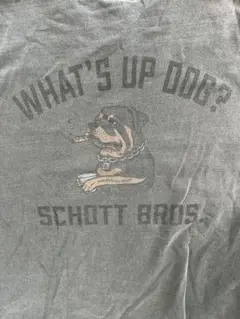 WHAT'S UP DOG?
SCHOTT BROS.